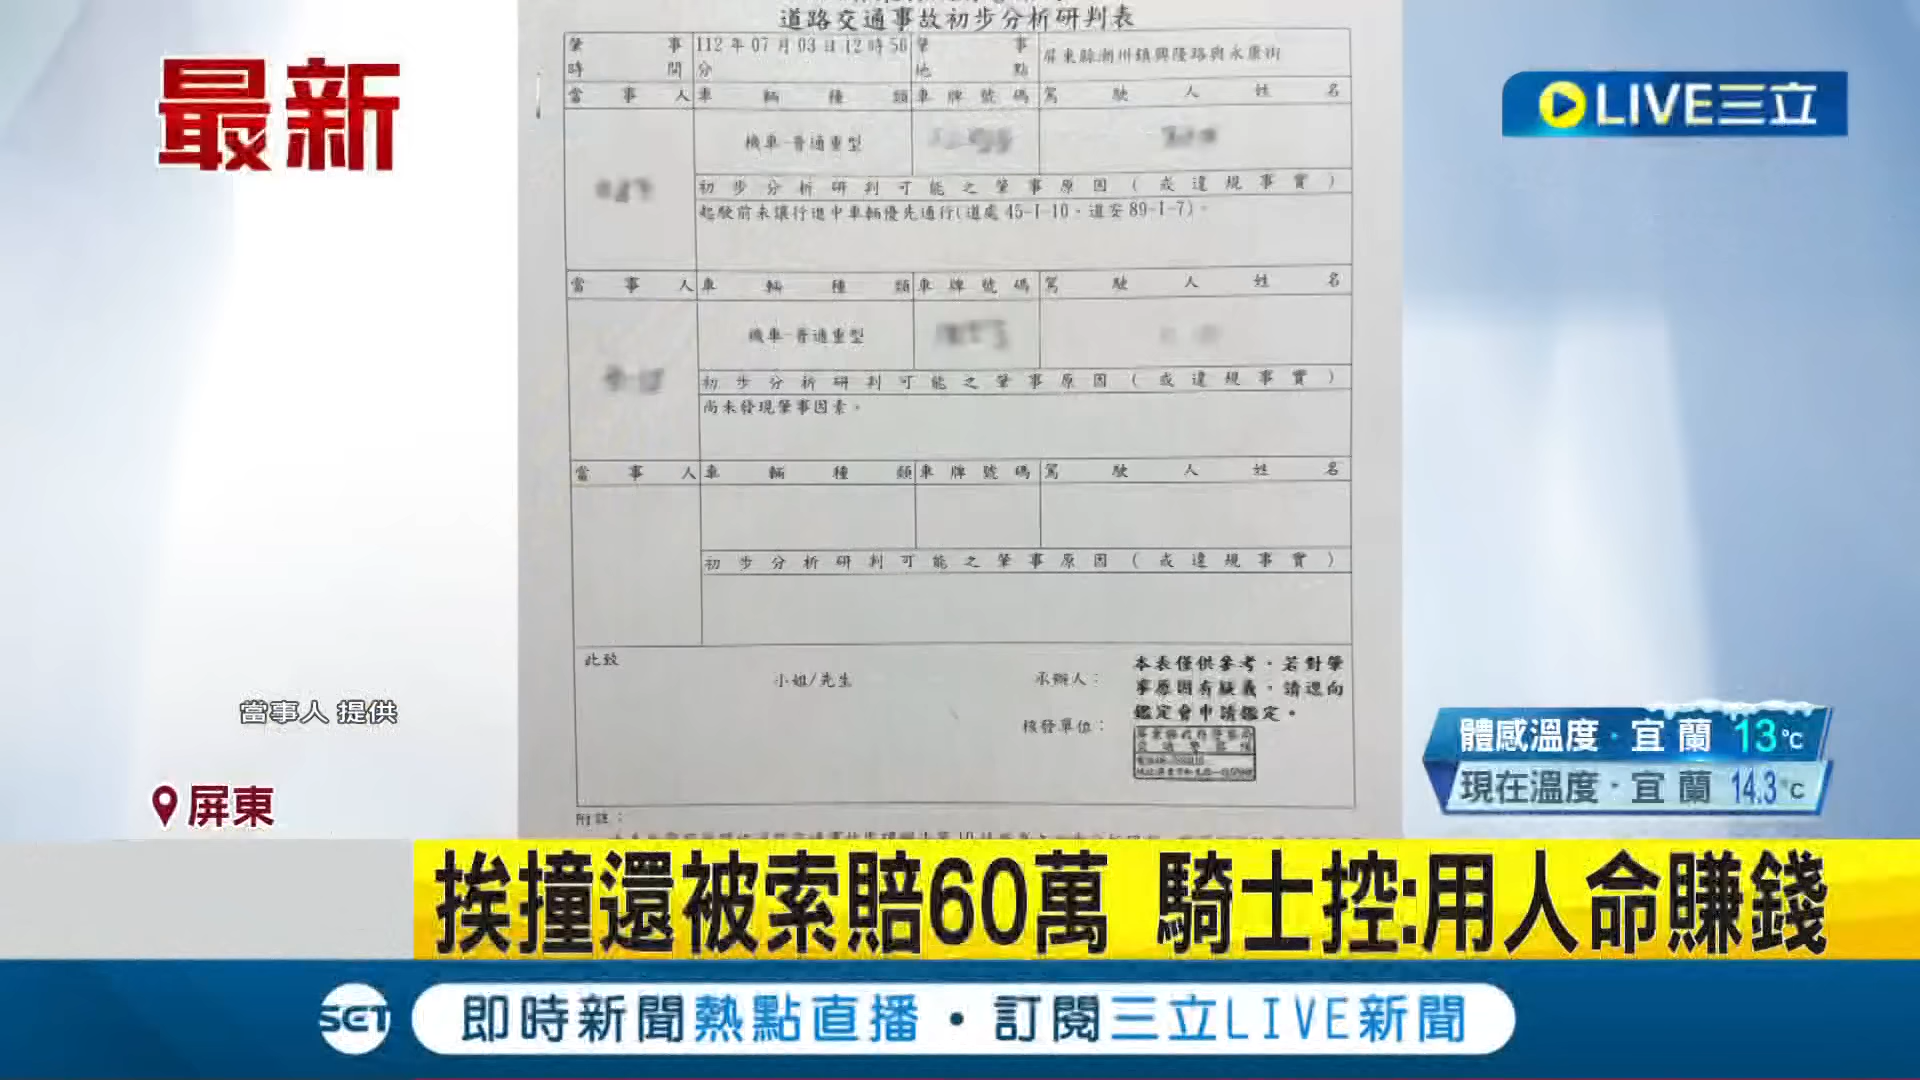 道路交通事故初步分析研判表
肇事時間 112年07月03日12時56分 肇事地點 屏東縣潮州鎮興隆路與永康街
當事人 車輛種類 車牌號碼 駕駛人姓名
機車-普通重型
初步分析研判可能之肇事原因(或違規事實)
起駛前未讓行進中車輛優先通行(道處45-1-10、道安89-1-7)。
當事人 車輛種類 車牌號碼 駕駛人姓名
機車-普通重型
初步分析研判可能之肇事原因(或違規事實)
尚未發現肇事因素。
當事人 車輛種類 車牌號碼 駕駛人姓名
初步分析研判可能之肇事原因(或違規事實)
此致
小姐/先生
承辦人：
核發單位：
本表僅供參考。若對肇
事原因有疑義。請逕向
鑑定會申請鑑定。
附註：
最新
LIVE三立
當事人 提供
屏東
體感溫度·宜蘭 13°C
現在溫度·宜蘭 14.3°C
挨撞還被索賠60萬 騎士控:用人命賺錢
SET 即時新聞熱點直播·訂閱三立LIVE新聞